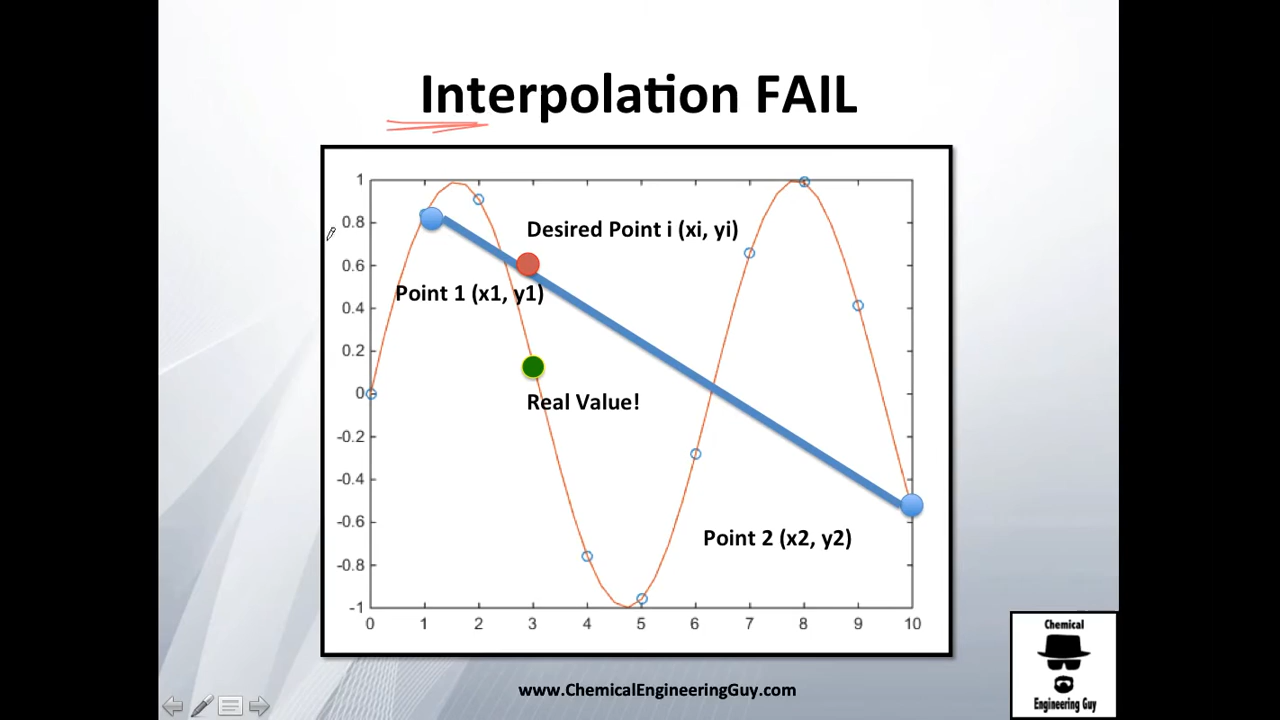 Interpolation FAIL
1
0.8
0.6
0.4
0.2
0
-0.2
-0.4
-0.6
-0.8
-1
Desired Point i (xi, yi)
Point 1 (x1, y1)
Real Value!
Point 2 (x2, y2)
0 1 2 3 4 5 6 7 8 9 10
www.ChemicalEngineeringGuy.com
Chemical
Engineering Guy